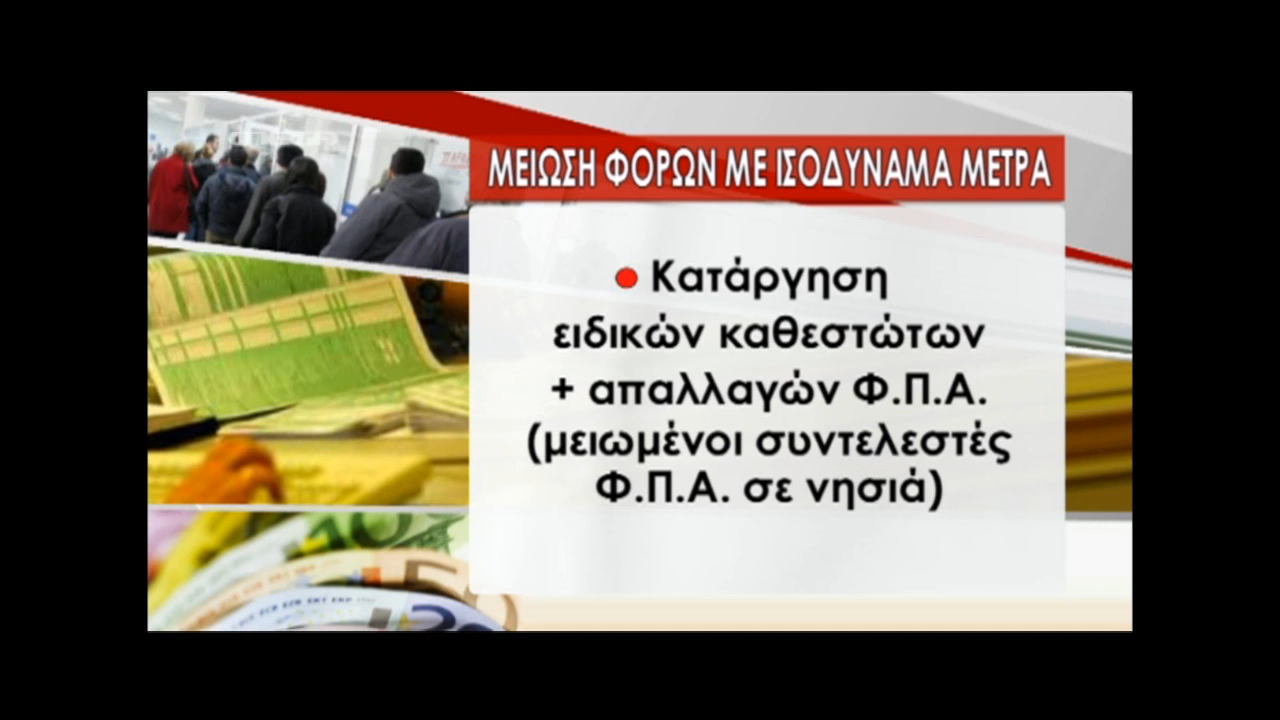 ΜΕΙΩΣΗ ΦΟΡΩΝ ΜΕ ΙΣΟΔΥΝΑΜΑ ΜΕΤΡΑ
● Κατάργηση
ειδικών καθεστώτων
+ απαλλαγών Φ.Π.Α.
(μειωμένοι συντελεστές
Φ.Π.Α. σε νησιά)